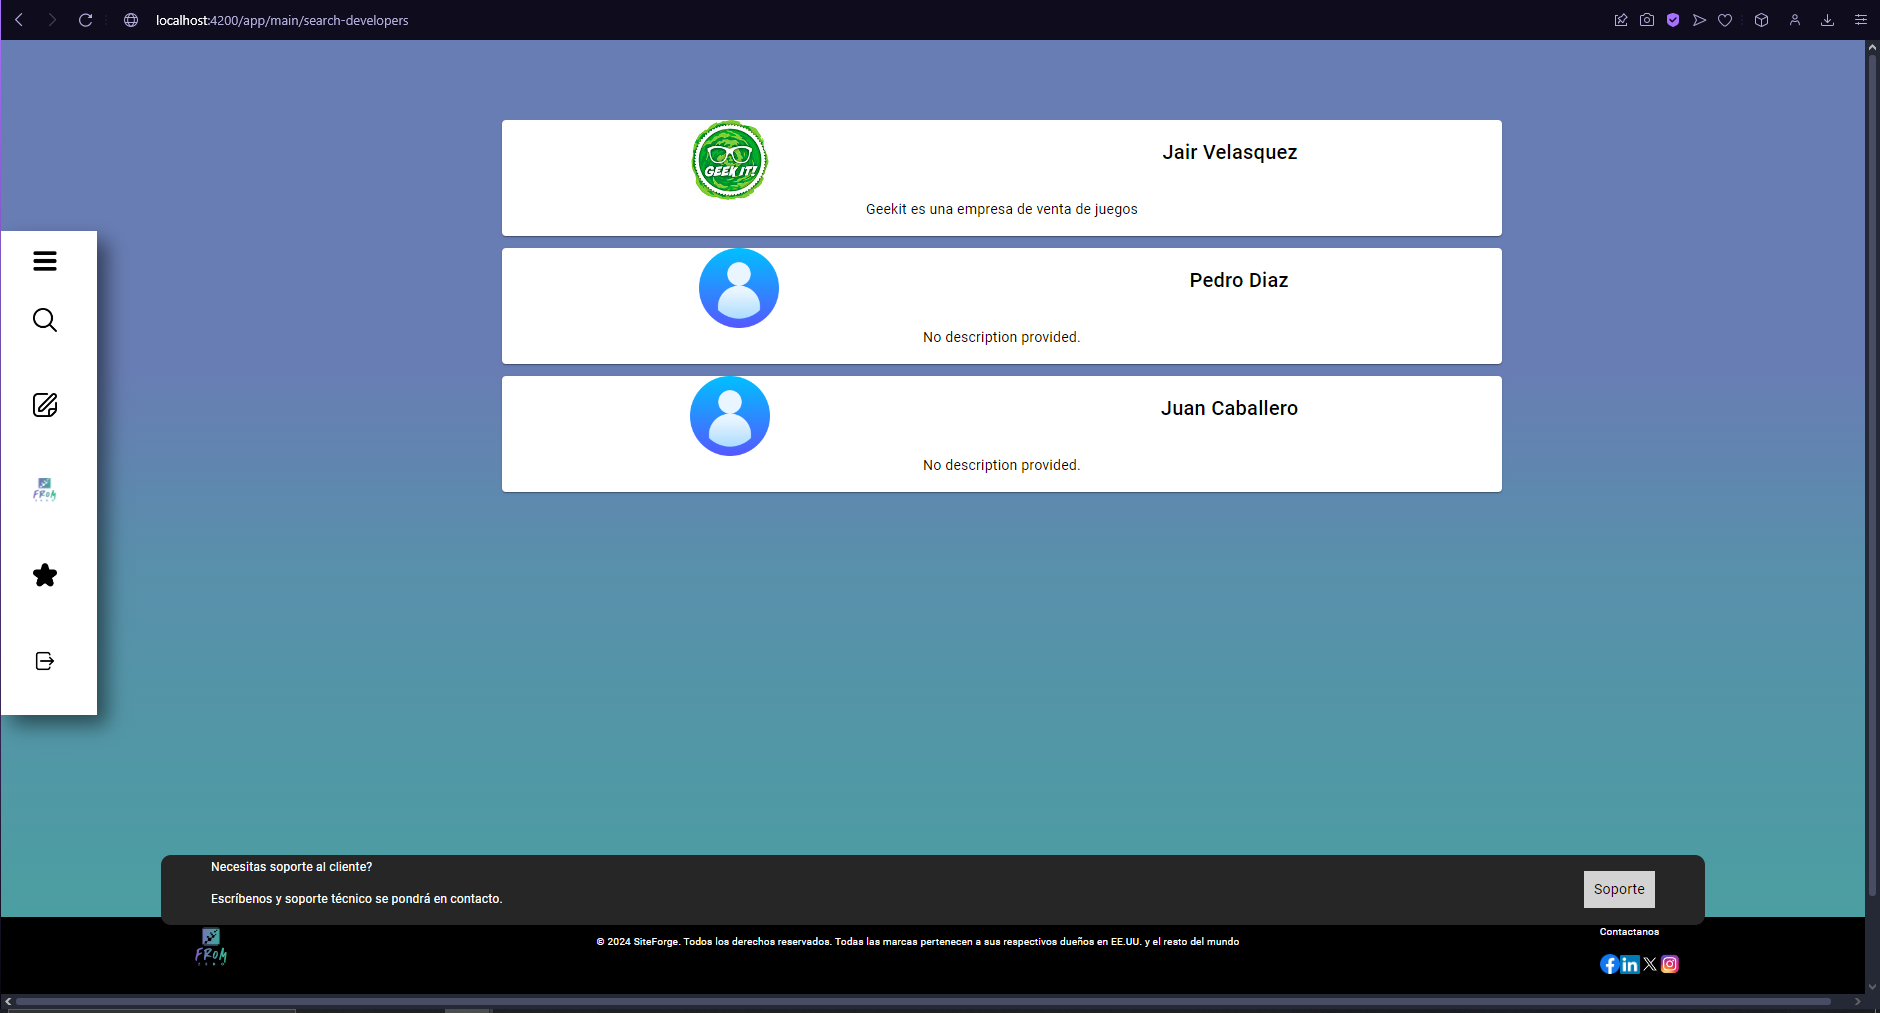 localhost:4200/app/main/search-developers
GEEK IT!
Jair Velasquez
Geekit es una empresa de venta de juegos
Pedro Diaz
No description provided.
Juan Caballero
No description provided.
FROM
Necesitas soporte al cliente?
Escríbenos y soporte técnico se pondrá en contacto.
Soporte
FROM
ZERO
© 2024 SiteForge. Todos los derechos reservados. Todas las marcas pertenecen a sus respectivos dueños en EE.UU. y el resto del mundo
Contactanos